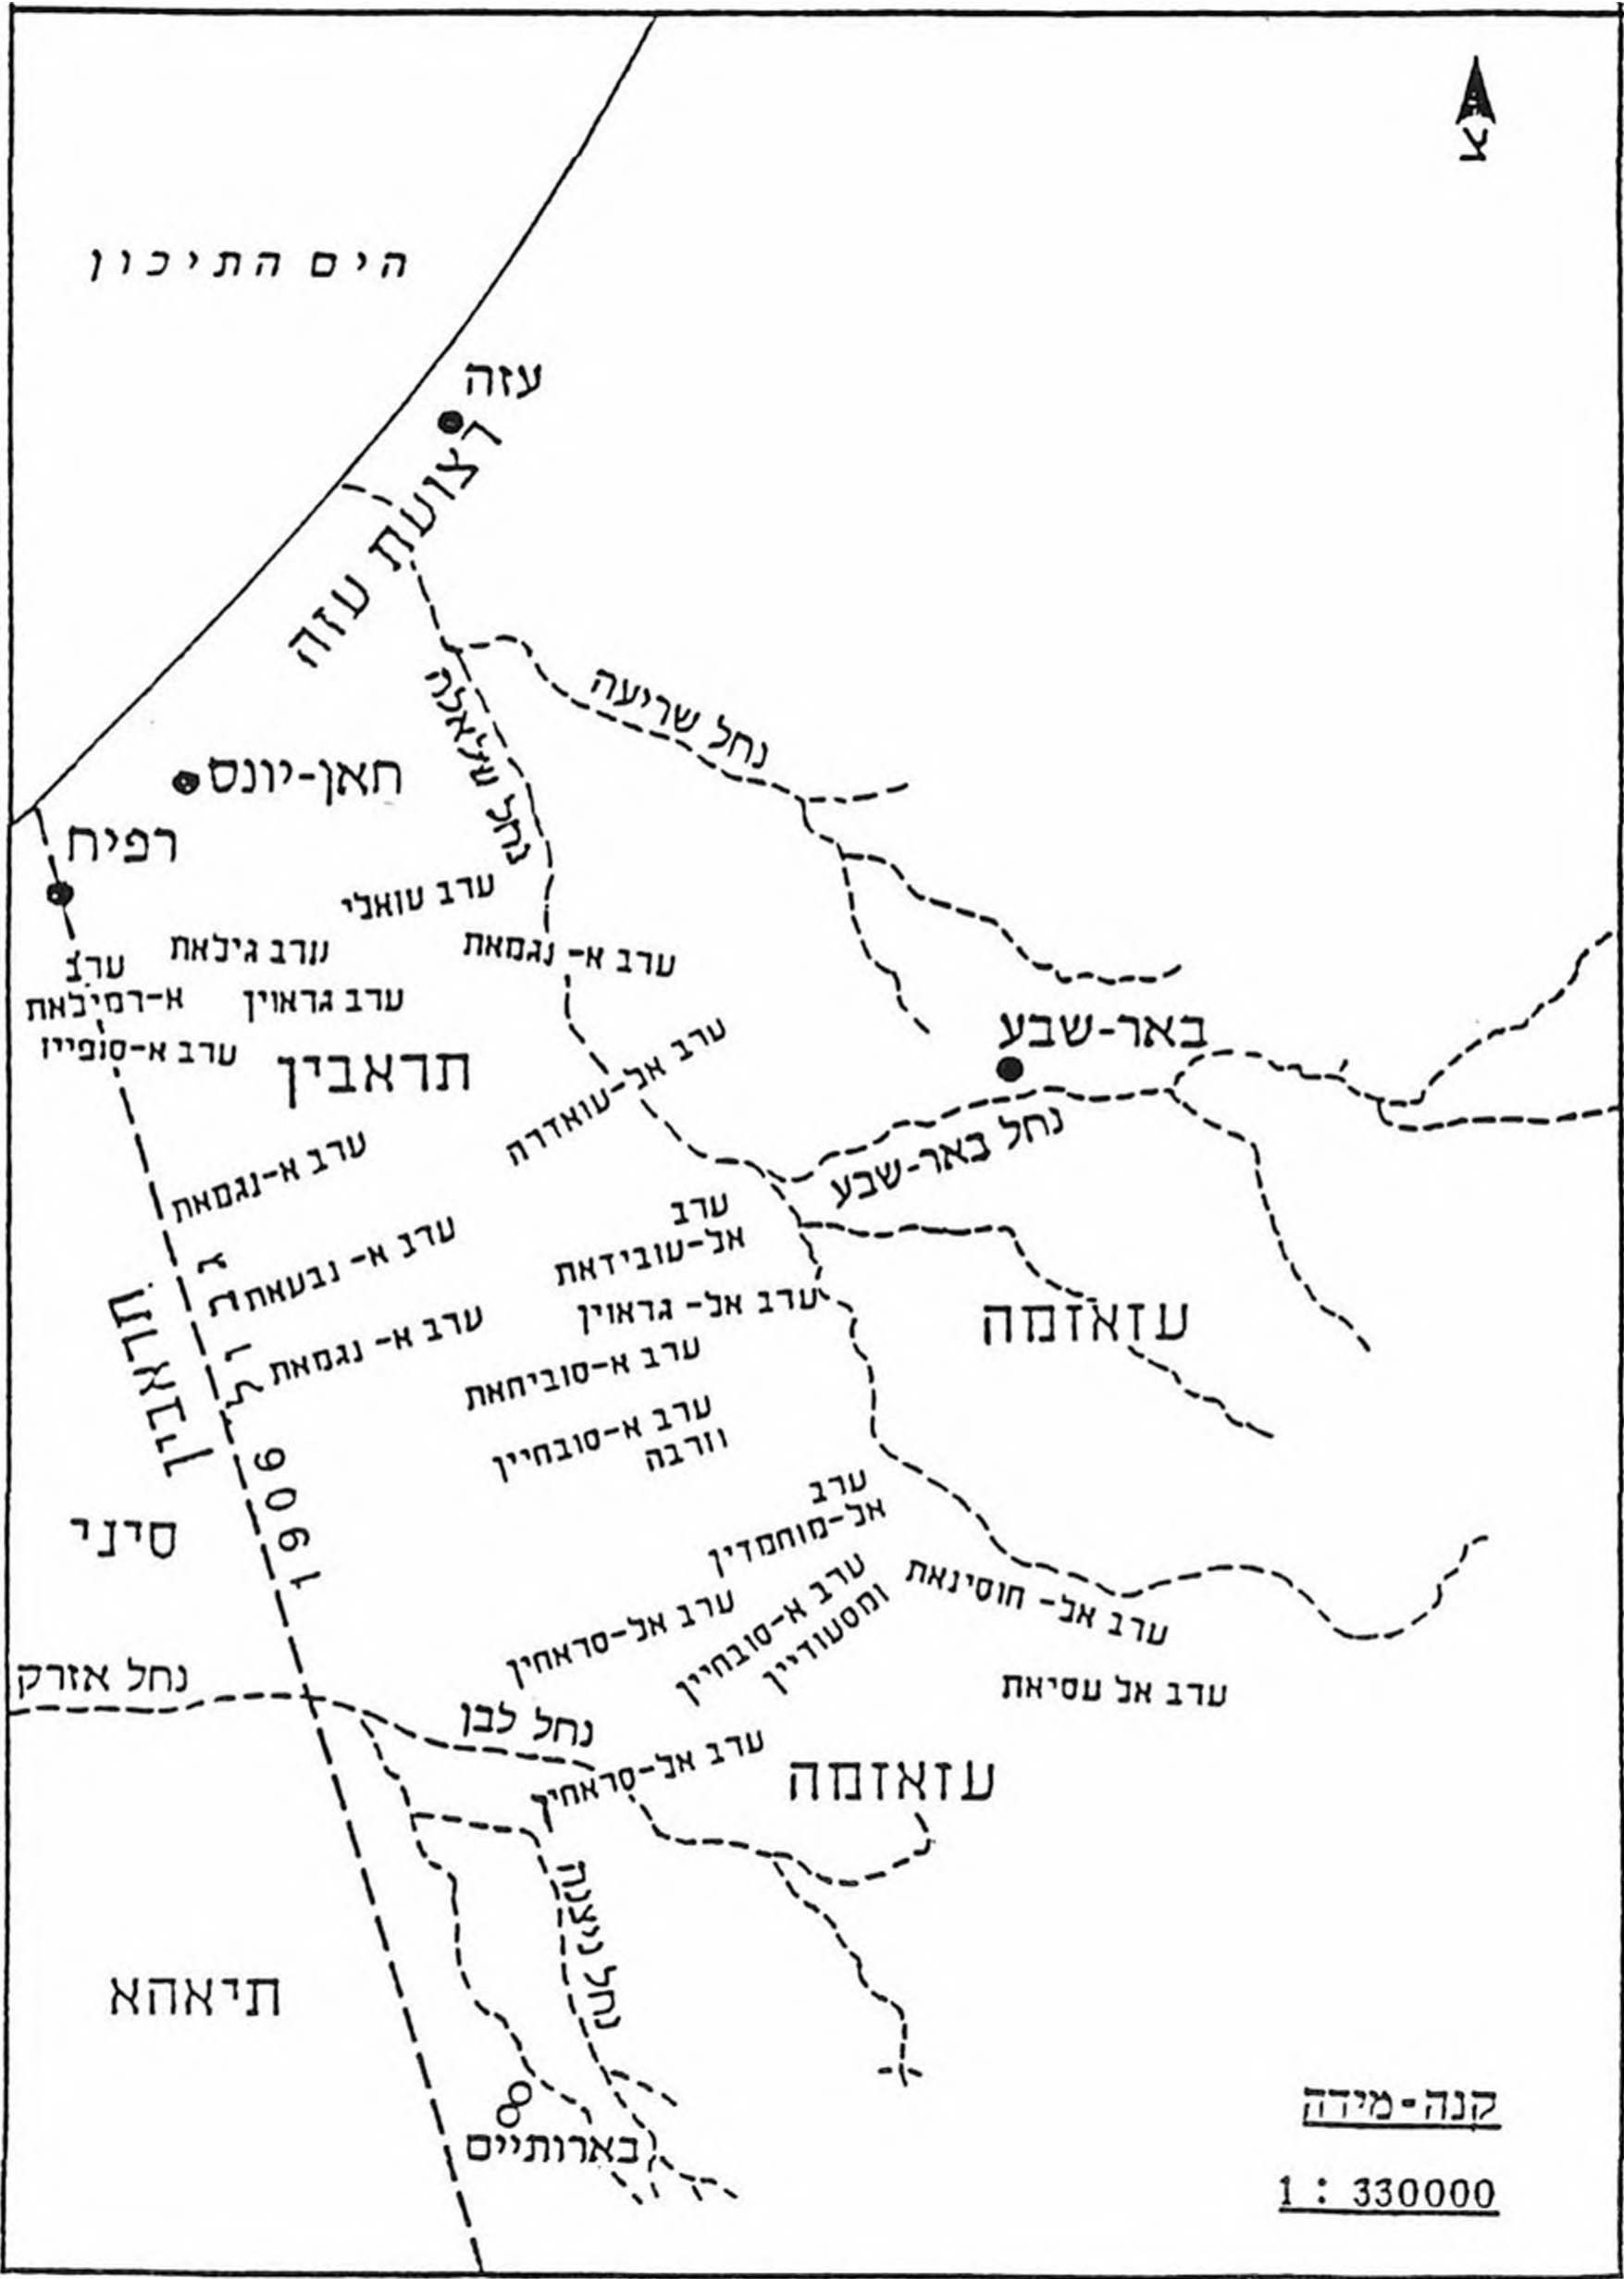 צ
הים התיכון
עזה
רצועת עזה
נחל שריעה
נחל שלאלה
חאן-יונס
רפיח
ערב עואלי
ערב גילאת
ערב א- נגמאת
ערב
א-רמילאת
ערב גראוין
ערב א-סופייז
תראבין
ערב אל-עואדרה
באר-שבע
נחל באר-שבע
ערב א-נגמאת
ערב
אל-עובידאת
ערב א- נבעאת
ערב אל- גראוין
עזאזמה
ערב א- נגמאת
ערב א-סוביחאת
ערב א-סובחיין
וזרבה
גבול
1906
סיני
ערב
אל-מוחמדין
ערב א-סובחיין
ומסעודיין
ערב אל- חוסינאת
ערב אל-סראחין
ערב אל עסיאת
נחל אזרק
נחל לבן
ערב אל-סראחין
עזאזמה
נחל ניצנה
תיאהא
בארותיים
קנה-מידה
1 : 330000